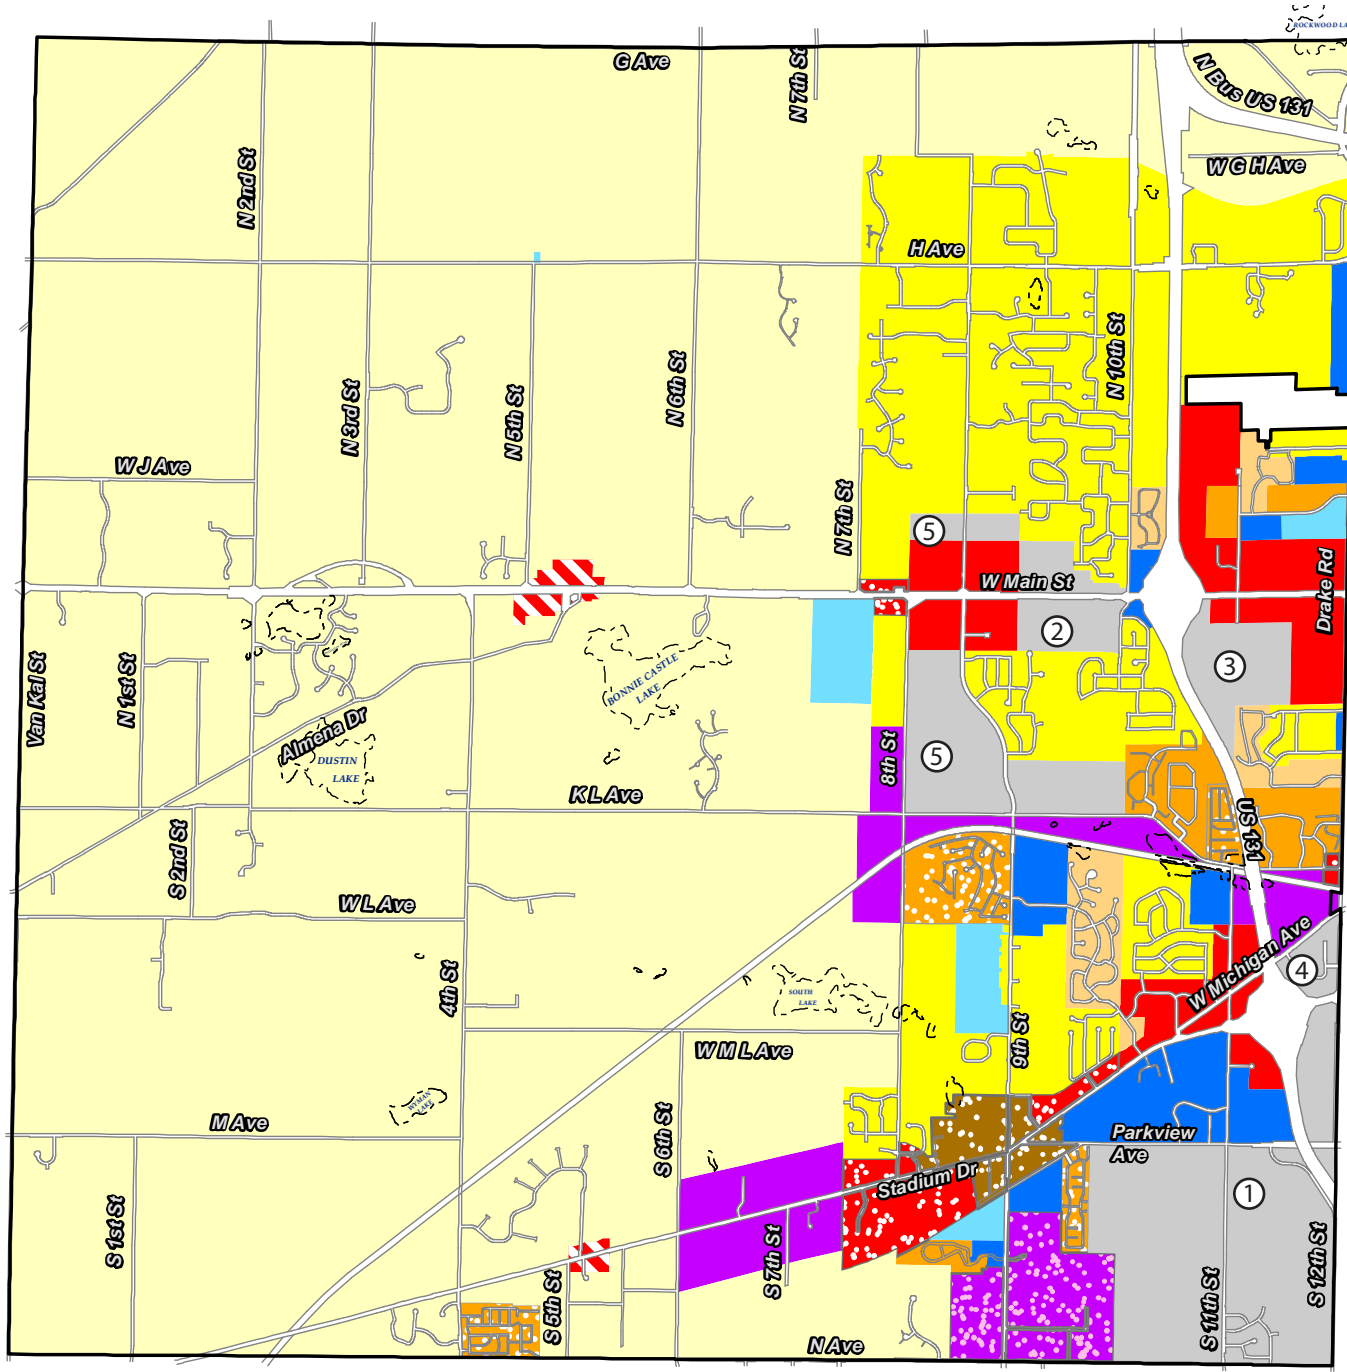 ROCKWOOD LA
G Ave
N 7th St
N Bus US 131
W G H Ave
N 2nd St
H Ave
N 10th St
N 3rd St
N 5th St
N 6th St
W J Ave
N 7th St
5
W Main St
Drake Rd
2
3
Van Kal St
N 1st St
BONNIE CASTLE
LAKE
Almena Dr
DUSTIN
LAKE
8th St
5
K L Ave
US 131
S 2nd St
W L Ave
W Michigan Ave
4
4th St
SOUTH
LAKE
9th St
W M L Ave
WYMAN
LAKE
M Ave
S 6th St
Parkview
Ave
Stadium Dr
1
S 1st St
S 7th St
S 12th St
S 5th St
S 11th St
N Ave